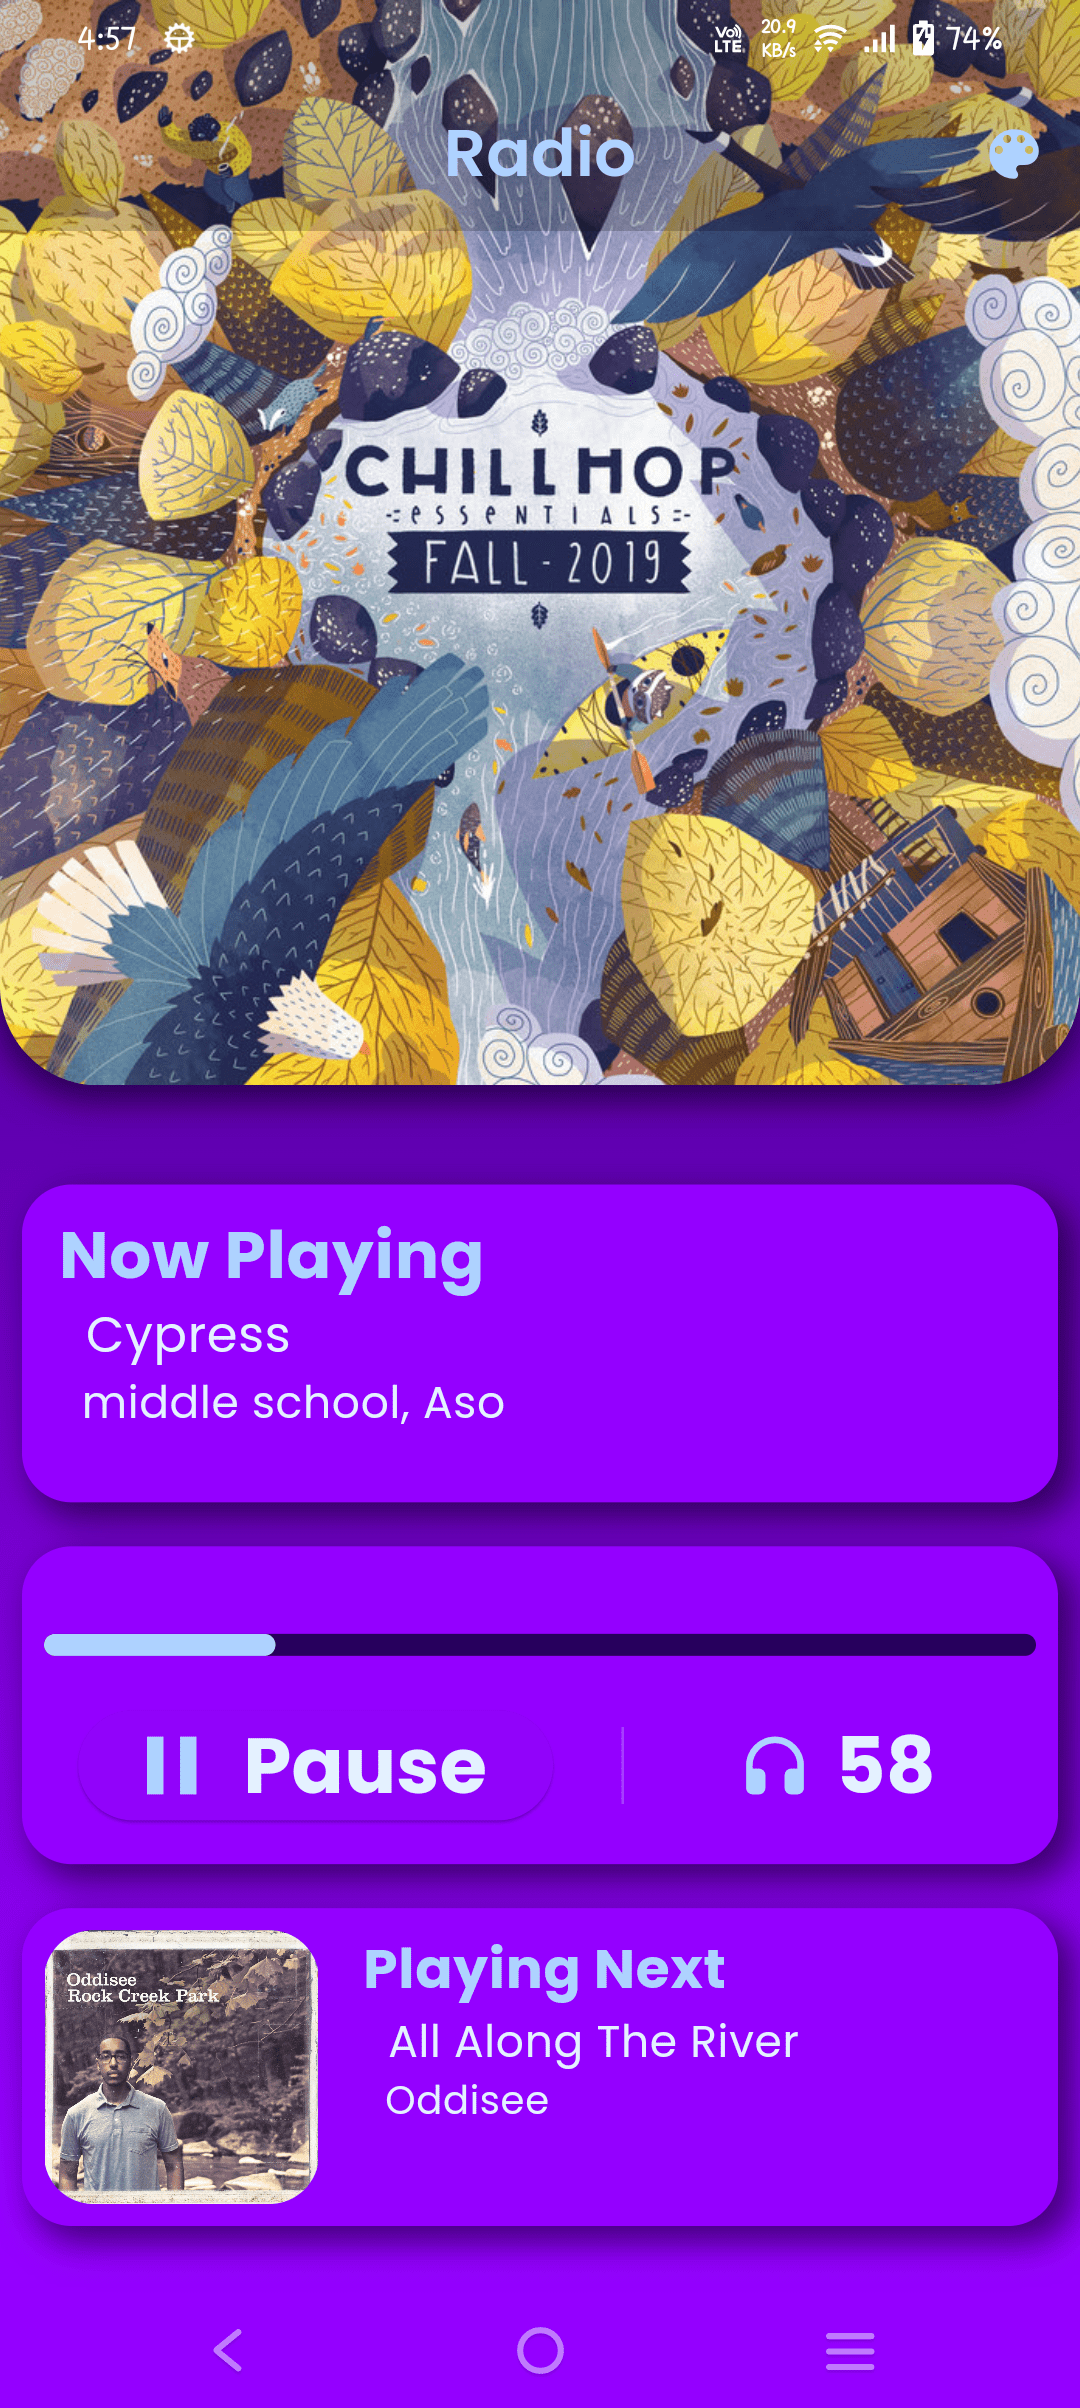 4:57
Vo)) LTE
20.9 KB/s
74%
Radio
CHILLHOP
essentials
FALL-2019
Now Playing
Cypress
middle school, Aso
Pause
58
Oddisee
Rock Creek Park
Playing Next
All Along The River
Oddisee